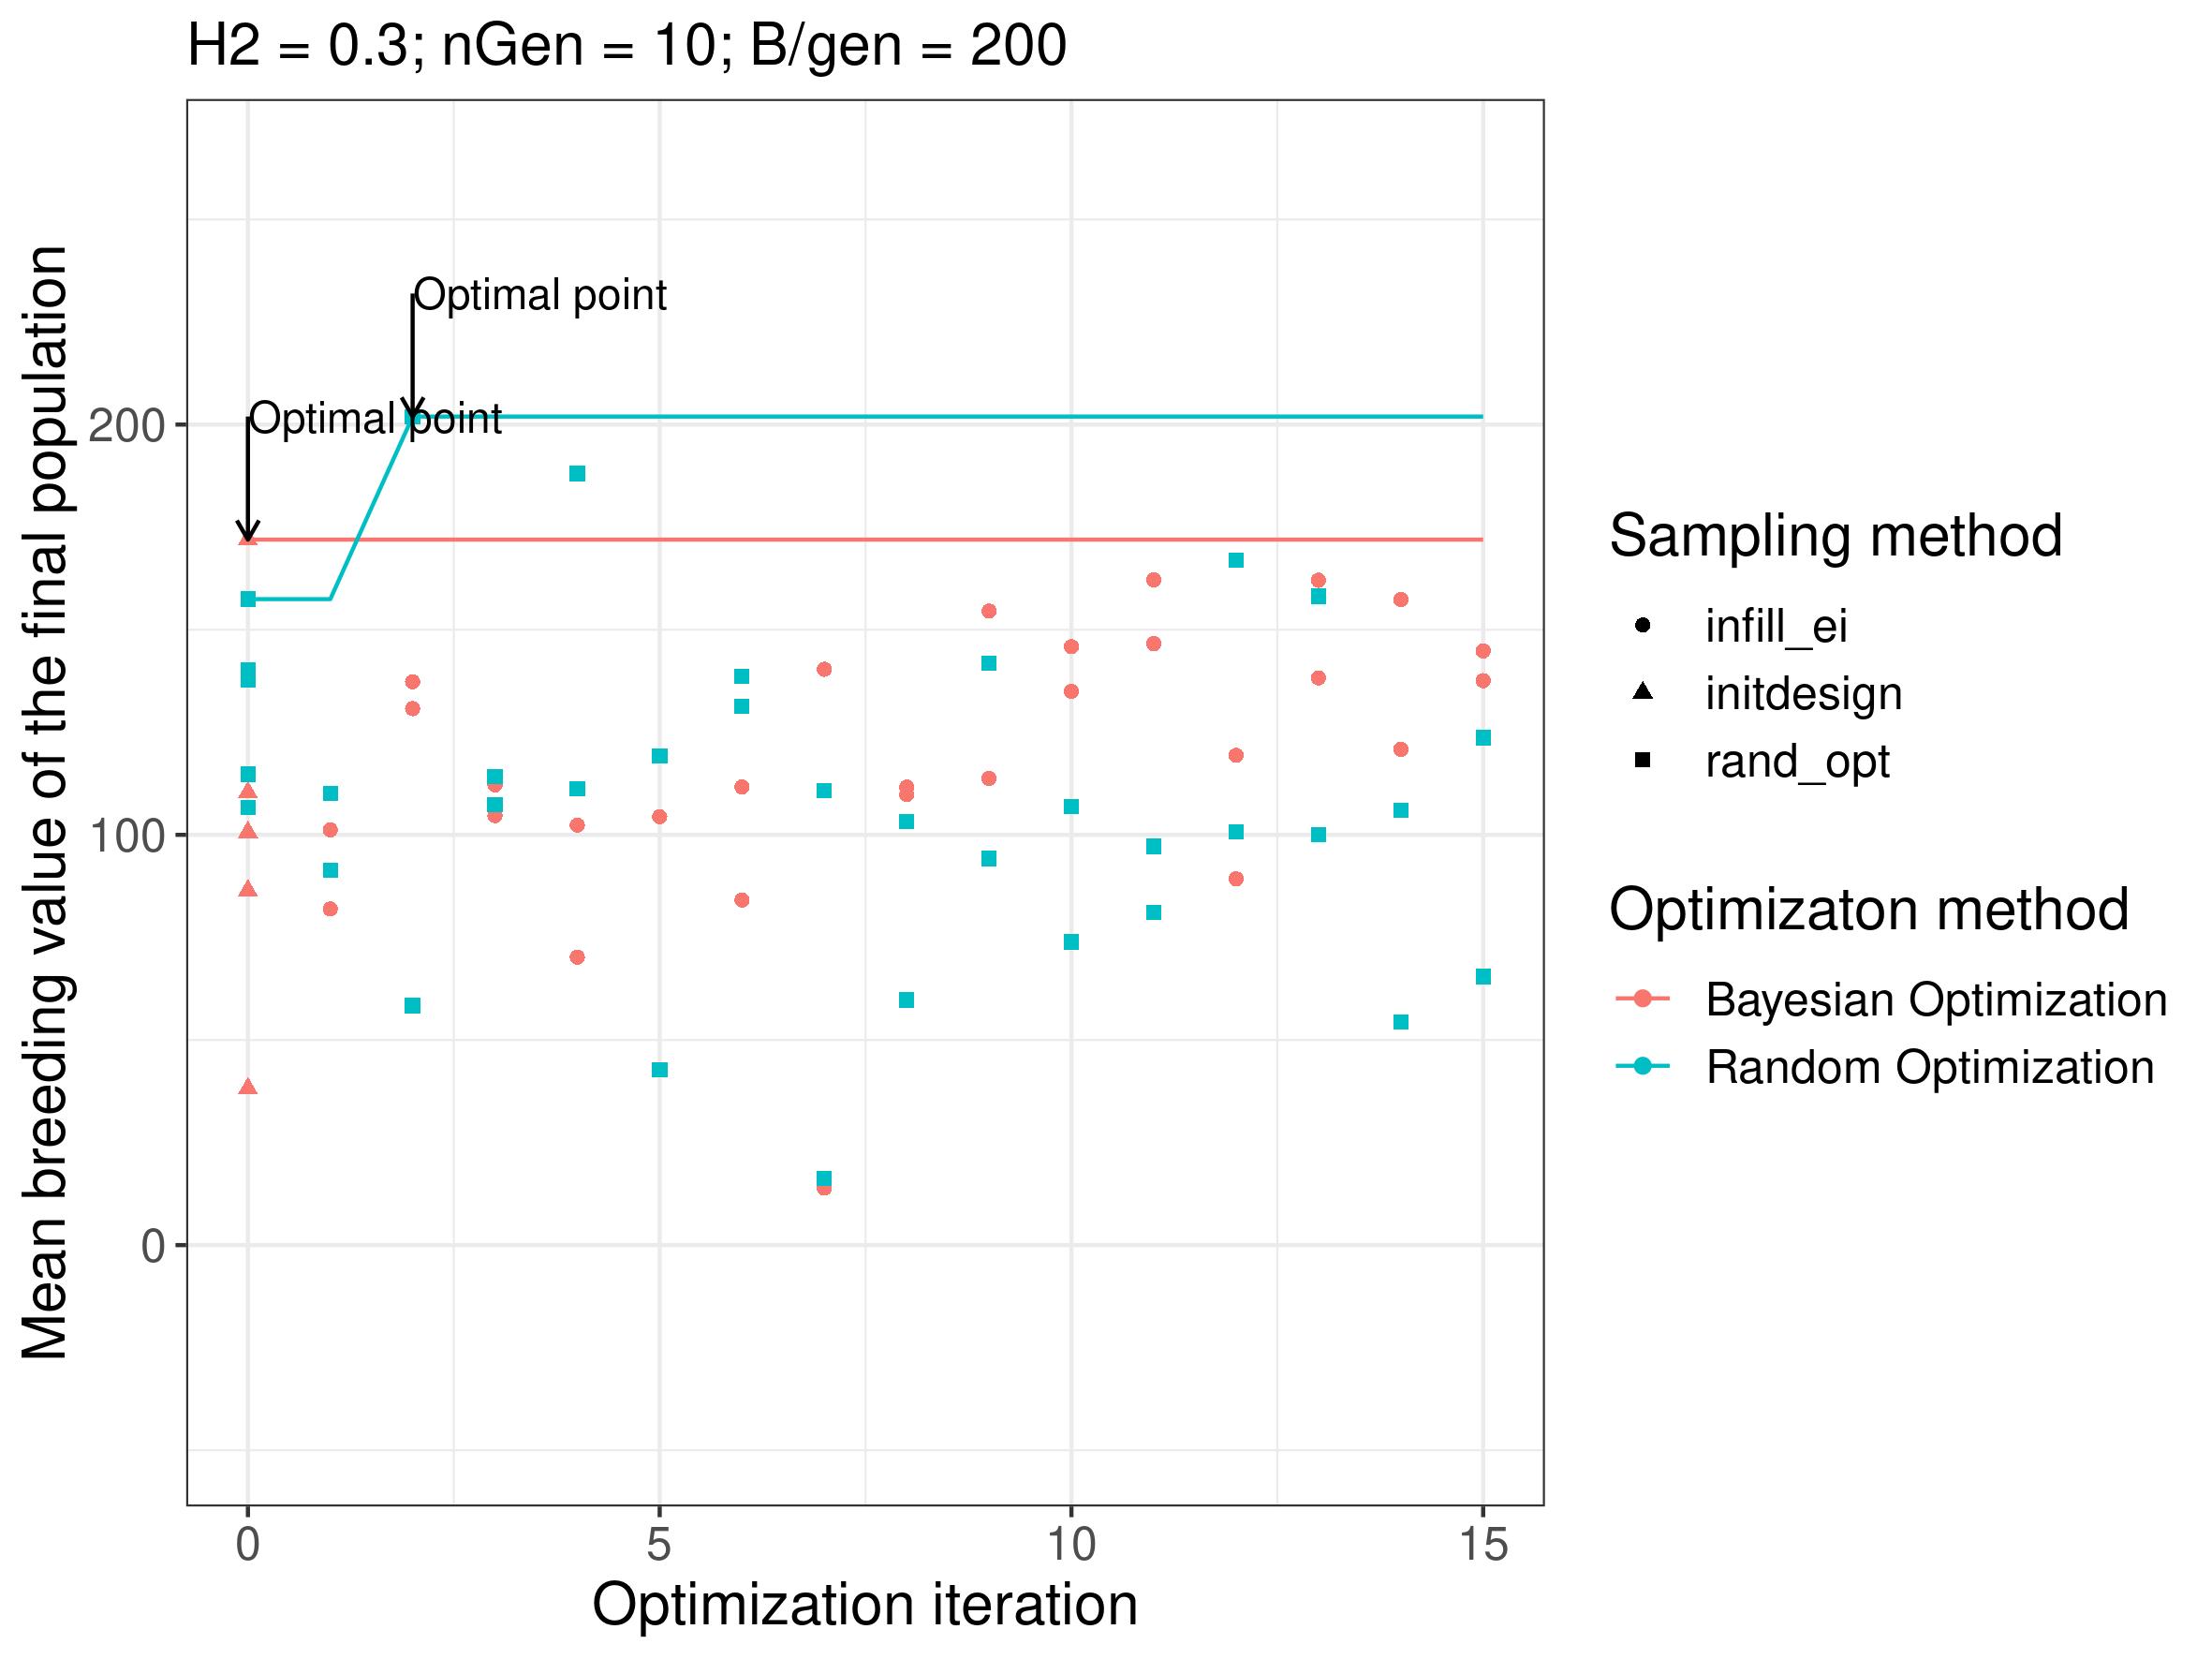 H2 = 0.3; nGen = 10; B/gen = 200
Mean breeding value of the final population
200
100
0
Optimal point
Optimal point
0
5
10
15
Optimization iteration
Sampling method
infill_ei
initdesign
rand_opt
Optimizaton method
Bayesian Optimization
Random Optimization